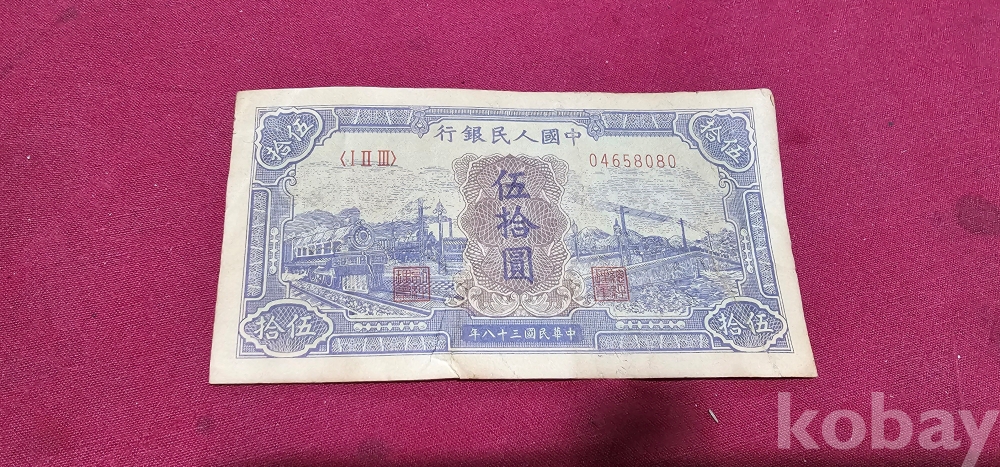 行銀民人國中
伍拾
拾伍
〈I II III〉
04658080
伍拾圓
拾伍
伍拾
年八十三國民華中
kobay